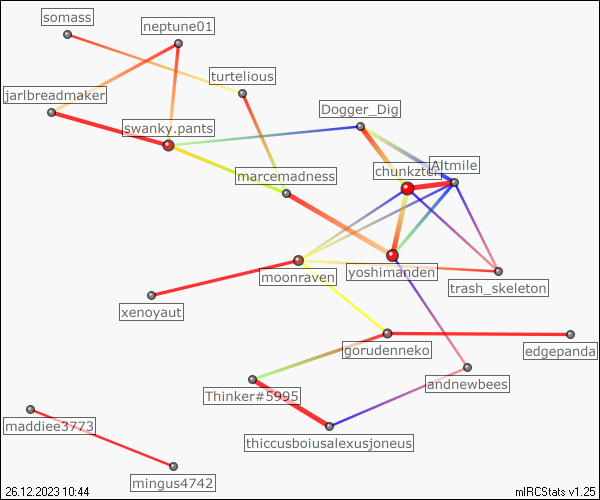 somass
neptune01
turtelious
jarlbreadmaker
Dogger_Dig
swanky.pants
Altmile
chunkzter
marcemadness
moonraven
yoshimanden
trash_skeleton
xenoyaut
gorudenneko
edgepanda
andnewbees
Thinker#5995
maddiee3773
thiccusboiusalexusjoneus
mingus4742
26.12.2023 10:44
mIRCStats v1.25